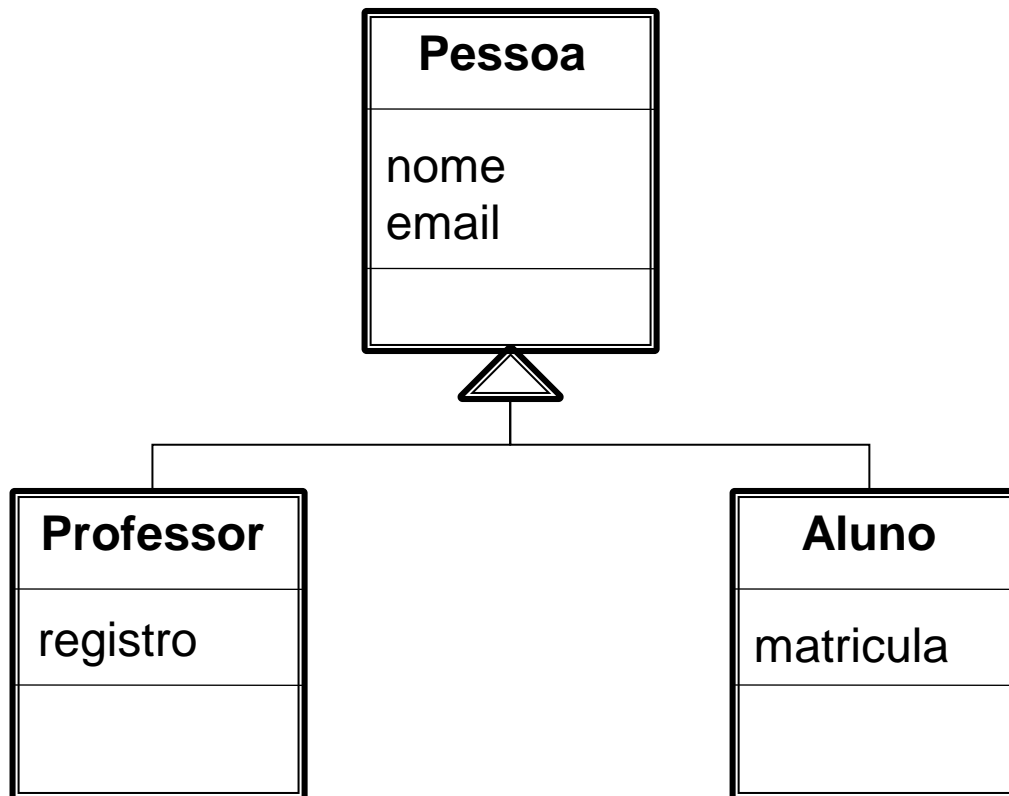 Pessoa
nome
email
Professor
registro
Aluno
matricula